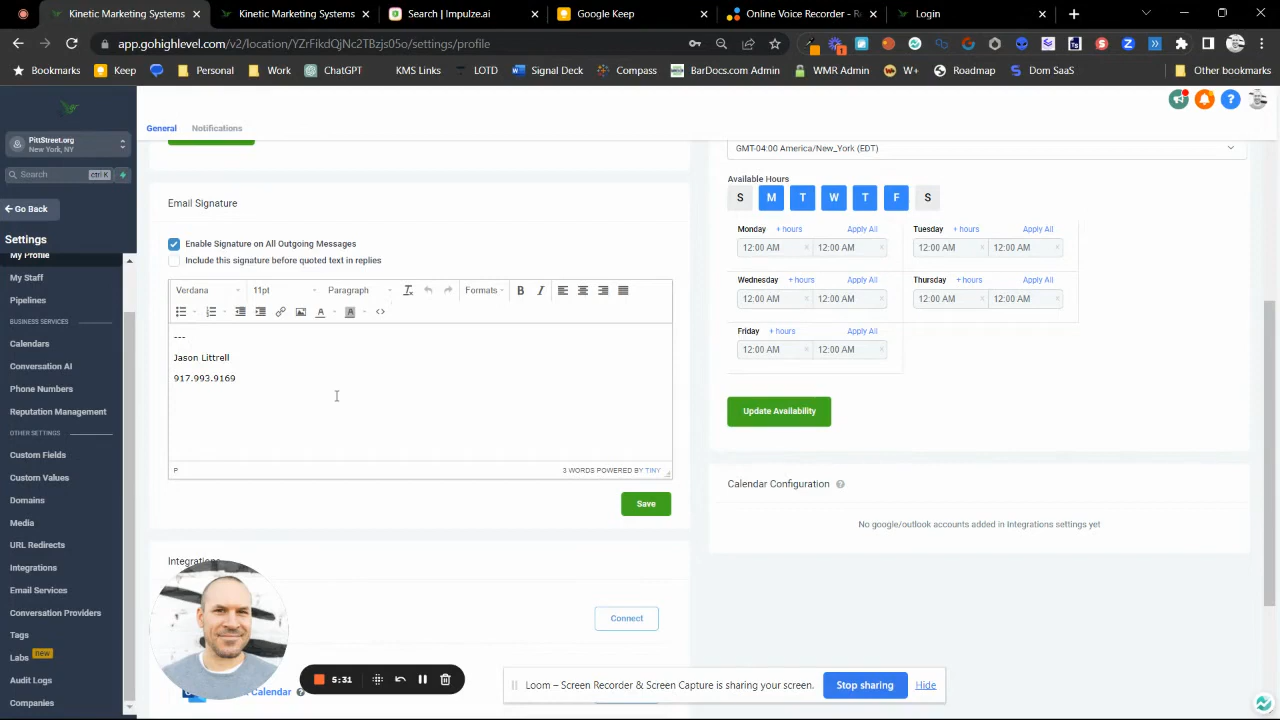 Kinetic Marketing Systems
Kinetic Marketing Systems
Search | Impulze.ai
Google Keep
Online Voice Recorder - R
Login
app.gohighlevel.com/v2/location/YZrFikdQjNc2TBzjs05o/settings/profile
Bookmarks
Keep
Personal
Work
ChatGPT
KMS Links
DTD
Signal Deck
Compass
BarDocs.com Admin
WMR Admin
W+
Roadmap
Dom SaaS
Other bookmarks
PittStreet.org
New York, NY
Search
ctrl K
Go Back
Settings
My Profile
My Staff
Pipelines
BUSINESS SERVICES
Calendars
Conversation AI
Phone Numbers
Reputation Management
OTHER SETTINGS
Custom Fields
Custom Values
Domains
Media
URL Redirects
Integrations
Email Services
Conversation Providers
Tags
Labs new
Audit Logs
Companies
General
Notifications
Email Signature
Enable Signature on All Outgoing Messages
Include this signature before quoted text in replies
Verdana
11pt
Paragraph
Formats
B
I
---
Jason Littrell
917.993.9169
P
3 WORDS POWERED BY TINY
Save
Integrations
Connect
Calendar
GMT-04:00 America/New_York (EDT)
Available Hours
S M T W T F S
Monday + hours Apply All
12:00 AM 12:00 AM
Tuesday + hours Apply All
12:00 AM 12:00 AM
Wednesday + hours Apply All
12:00 AM 12:00 AM
Thursday + hours Apply All
12:00 AM 12:00 AM
Friday + hours Apply All
12:00 AM 12:00 AM
Update Availability
Calendar Configuration
No google/outlook accounts added in Integrations settings yet
5:31
Loom – Screen Recorder & Screen Capture is sharing your screen.
Stop sharing
Hide